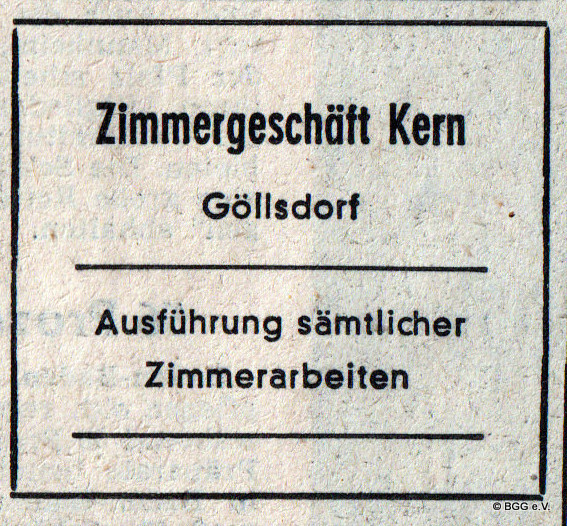 Zimmergeschäft Kern
Göllsdorf
Ausführung sämtlicher
Zimmerarbeiten
© BGG e.V.